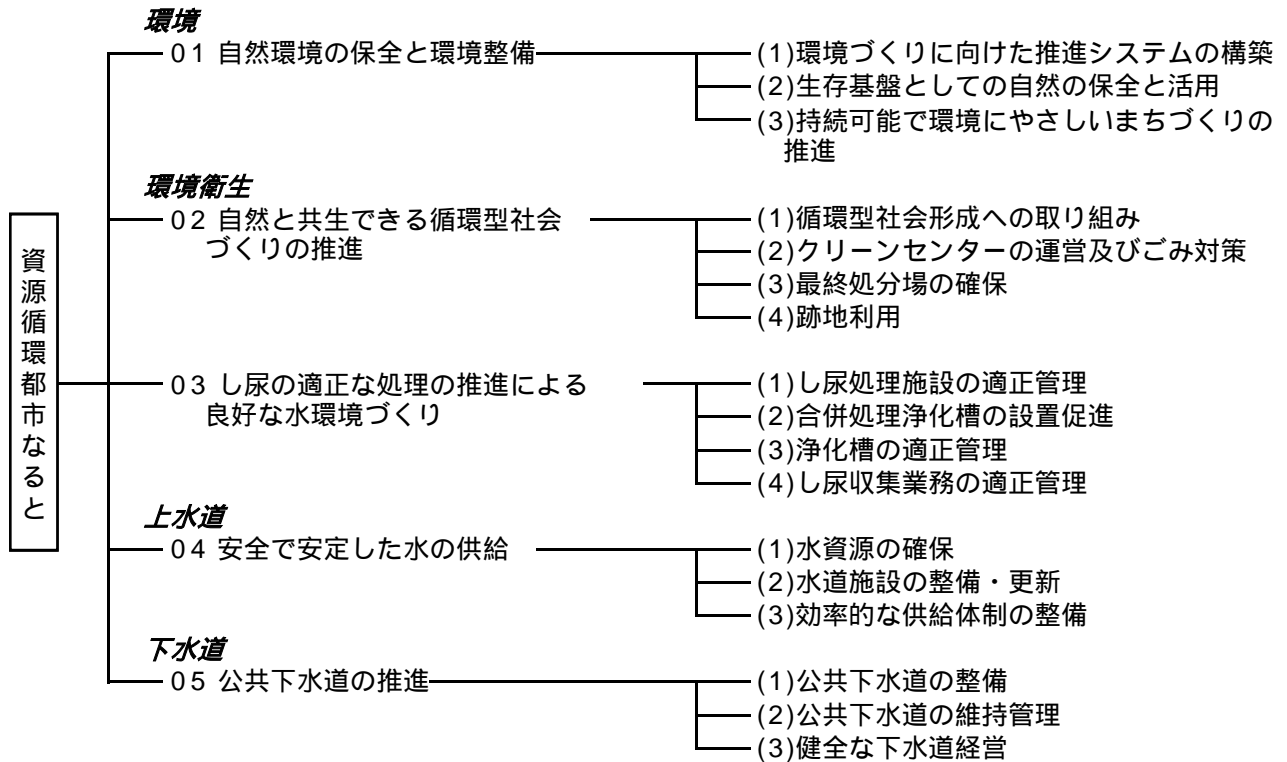 資源循環都市なると
環境
01 自然環境の保全と環境整備
(1)環境づくりに向けた推進システムの構築
(2)生存基盤としての自然の保全と活用
(3)持続可能で環境にやさしいまちづくりの
推進
環境衛生
02 自然と共生できる循環型社会
づくりの推進
(1)循環型社会形成への取り組み
(2)クリーンセンターの運営及びごみ対策
(3)最終処分場の確保
(4)跡地利用
03 し尿の適正な処理の推進による
良好な水環境づくり
(1)し尿処理施設の適正管理
(2)合併処理浄化槽の設置促進
(3)浄化槽の適正管理
(4)し尿収集業務の適正管理
上水道
04 安全で安定した水の供給
(1)水資源の確保
(2)水道施設の整備・更新
(3)効率的な供給体制の整備
下水道
05 公共下水道の推進
(1)公共下水道の整備
(2)公共下水道の維持管理
(3)健全な下水道経営